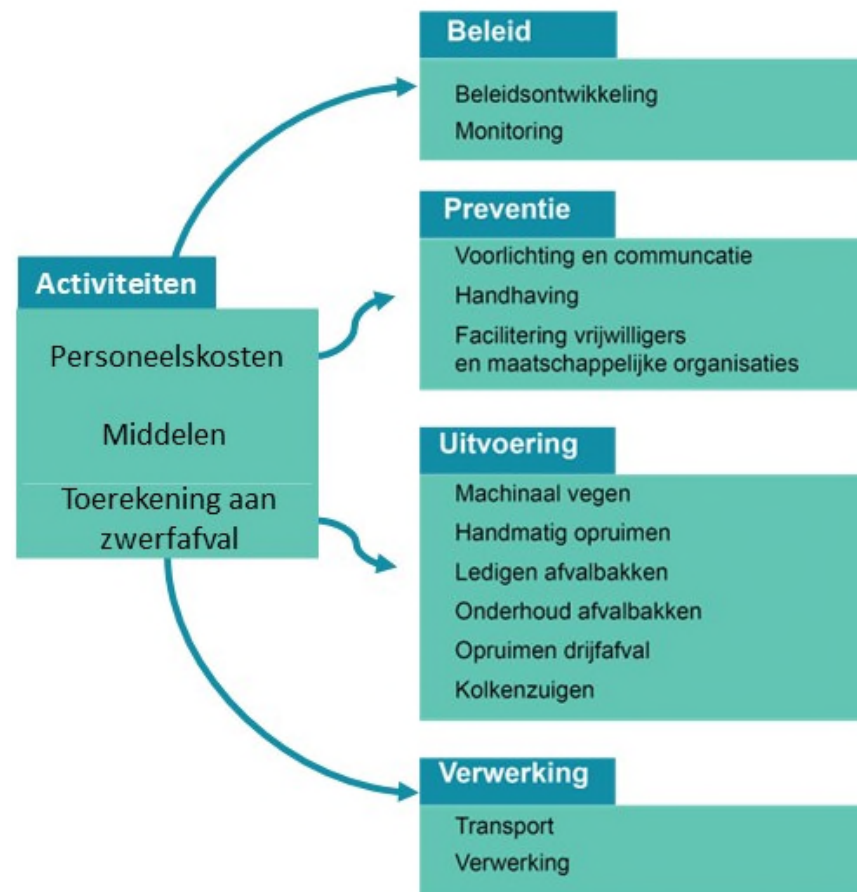 Activiteiten
Personeelskosten
Middelen
Toerekening aan
zwerfafval
Beleid
Beleidsontwikkeling
Monitoring
Preventie
Voorlichting en communcatie
Handhaving
Facilitering vrijwilligers
en maatschappelijke organisaties
Uitvoering
Machinaal vegen
Handmatig opruimen
Ledigen afvalbakken
Onderhoud afvalbakken
Opruimen drijfafval
Kolkenzuigen
Verwerking
Transport
Verwerking